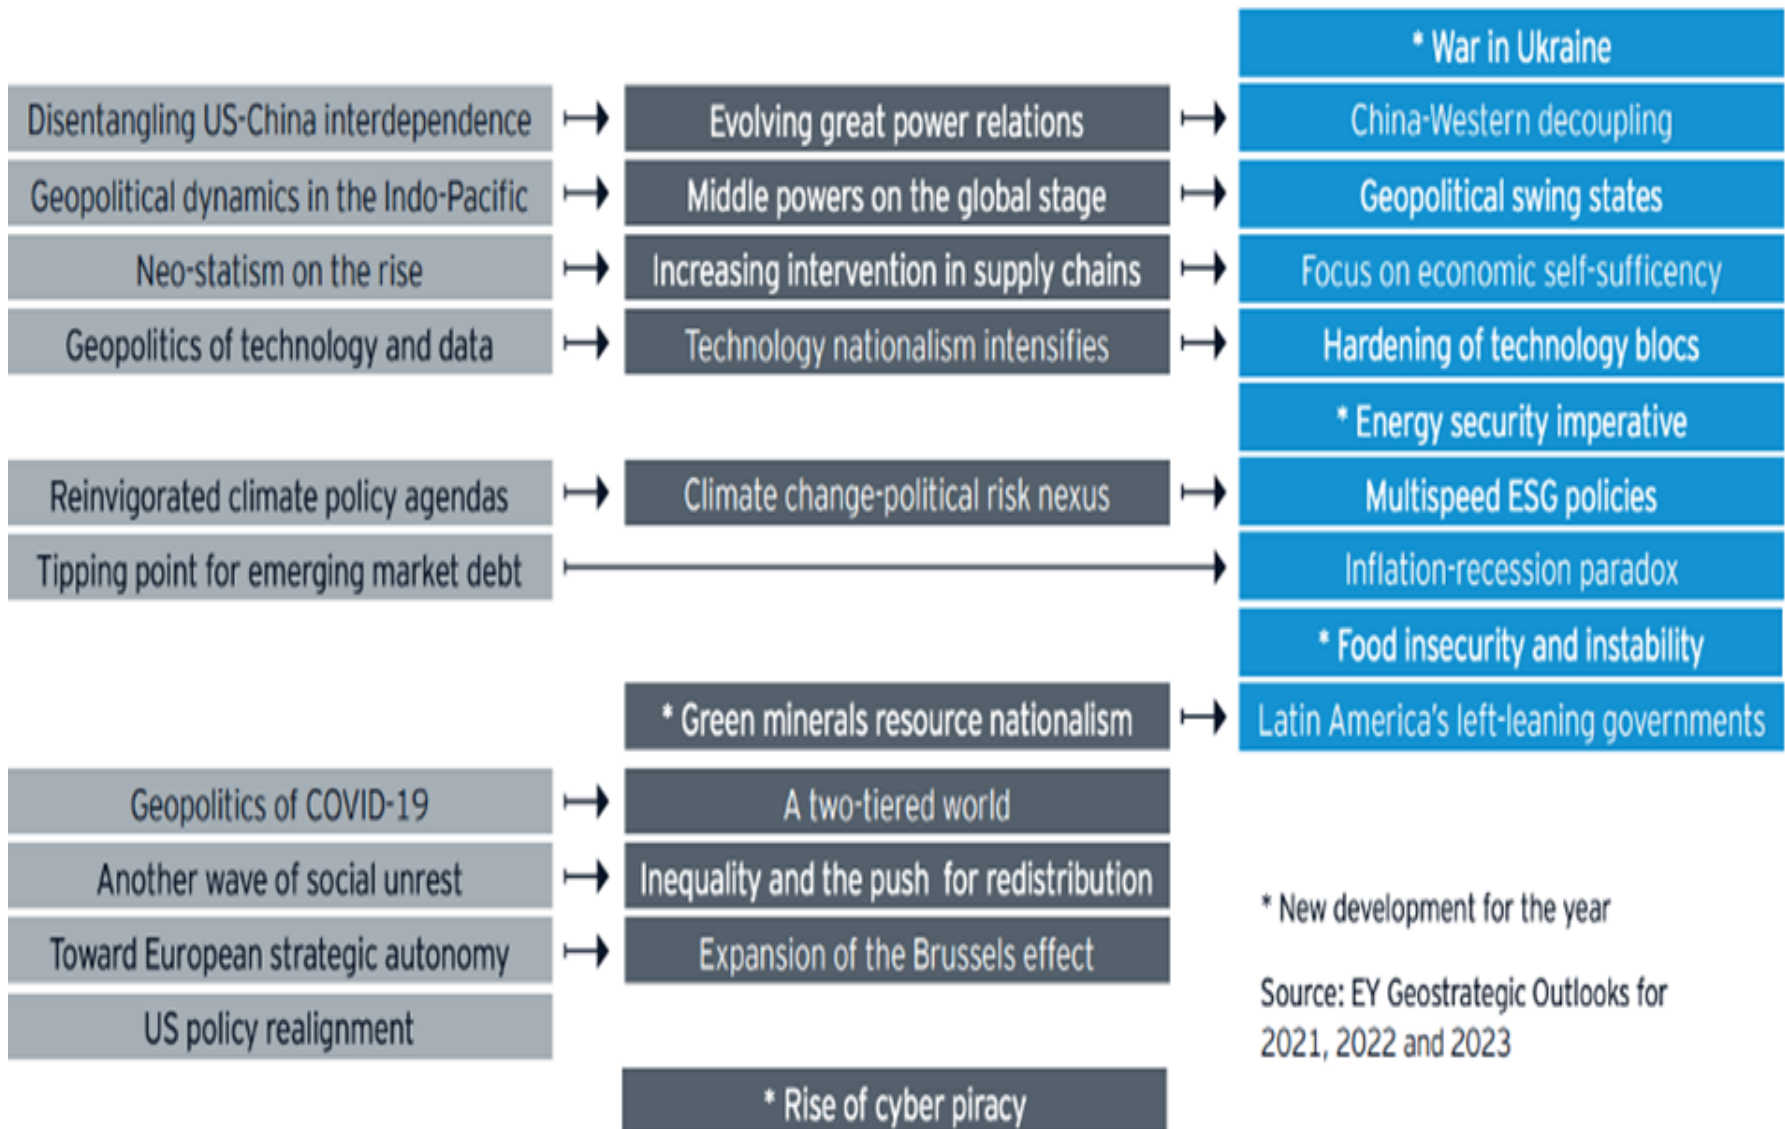 * War in Ukraine
Disentangling US-China interdependence
Evolving great power relations
China-Western decoupling
Geopolitical dynamics in the Indo-Pacific
Middle powers on the global stage
Geopolitical swing states
Neo-statism on the rise
Increasing intervention in supply chains
Focus on economic self-sufficency
Geopolitics of technology and data
Technology nationalism intensifies
Hardening of technology blocs
* Energy security imperative
Reinvigorated climate policy agendas
Climate change-political risk nexus
Multispeed ESG policies
Tipping point for emerging market debt
Inflation-recession paradox
* Food insecurity and instability
* Green minerals resource nationalism
Latin America's left-leaning governments
Geopolitics of COVID-19
A two-tiered world
Another wave of social unrest
Inequality and the push for redistribution
Toward European strategic autonomy
Expansion of the Brussels effect
US policy realignment
* Rise of cyber piracy
* New development for the year
Source: EY Geostrategic Outlooks for
2021, 2022 and 2023